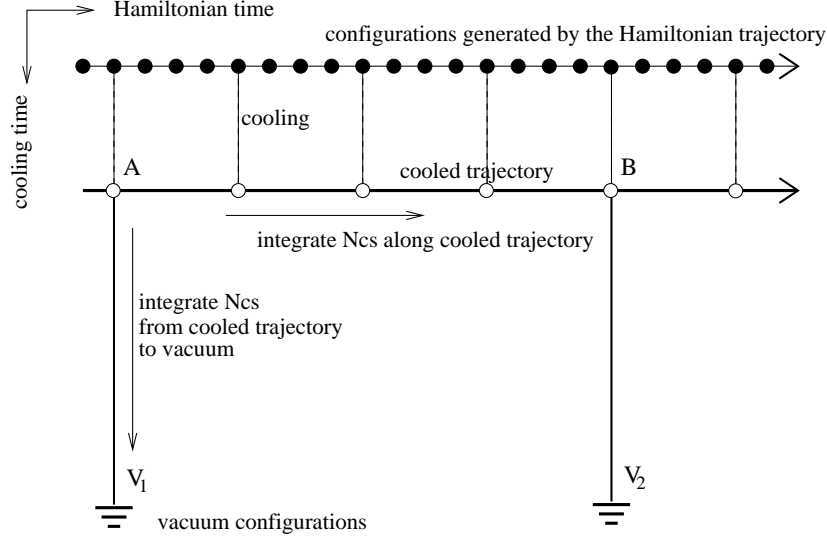 Hamiltonian time
configurations generated by the Hamiltonian trajectory
cooling time
cooling
A
cooled trajectory
B
integrate Ncs along cooled trajectory
integrate Ncs
from cooled trajectory
to vacuum
V1
V2
vacuum configurations